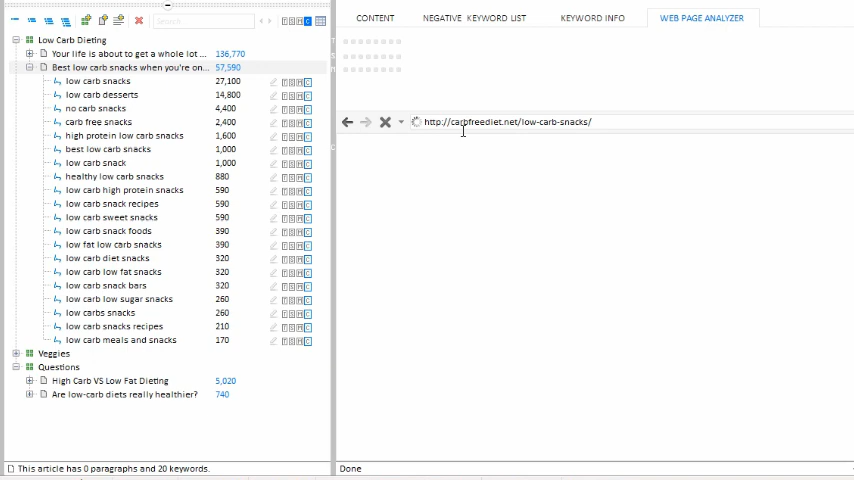 Search
CONTENT NEGATIVE KEYWORD LIST KEYWORD INFO WEB PAGE ANALYZER
Low Carb Dieting
Your life is about to get a whole lot ... 136,770
Best low carb snacks when you're on... 57,590
low carb snacks 27,100
low carb desserts 14,800
no carb snacks 4,400
carb free snacks 2,400
high protein low carb snacks 1,600
best low carb snacks 1,000
low carb snack 1,000
healthy low carb snacks 880
low carb high protein snacks 590
low carb snack recipes 590
low carb sweet snacks 590
low carb snack foods 390
low fat low carb snacks 390
low carb diet snacks 320
low carb low fat snacks 320
low carb snack bars 320
low carb low sugar snacks 260
low carbs snacks 260
low carb snacks recipes 210
low carb meals and snacks 170
Veggies
Questions
High Carb VS Low Fat Dieting 5,020
Are low-carb diets really healthier? 740
This article has 0 paragraphs and 20 keywords.
http://carbfreediet.net/low-carb-snacks/
Done